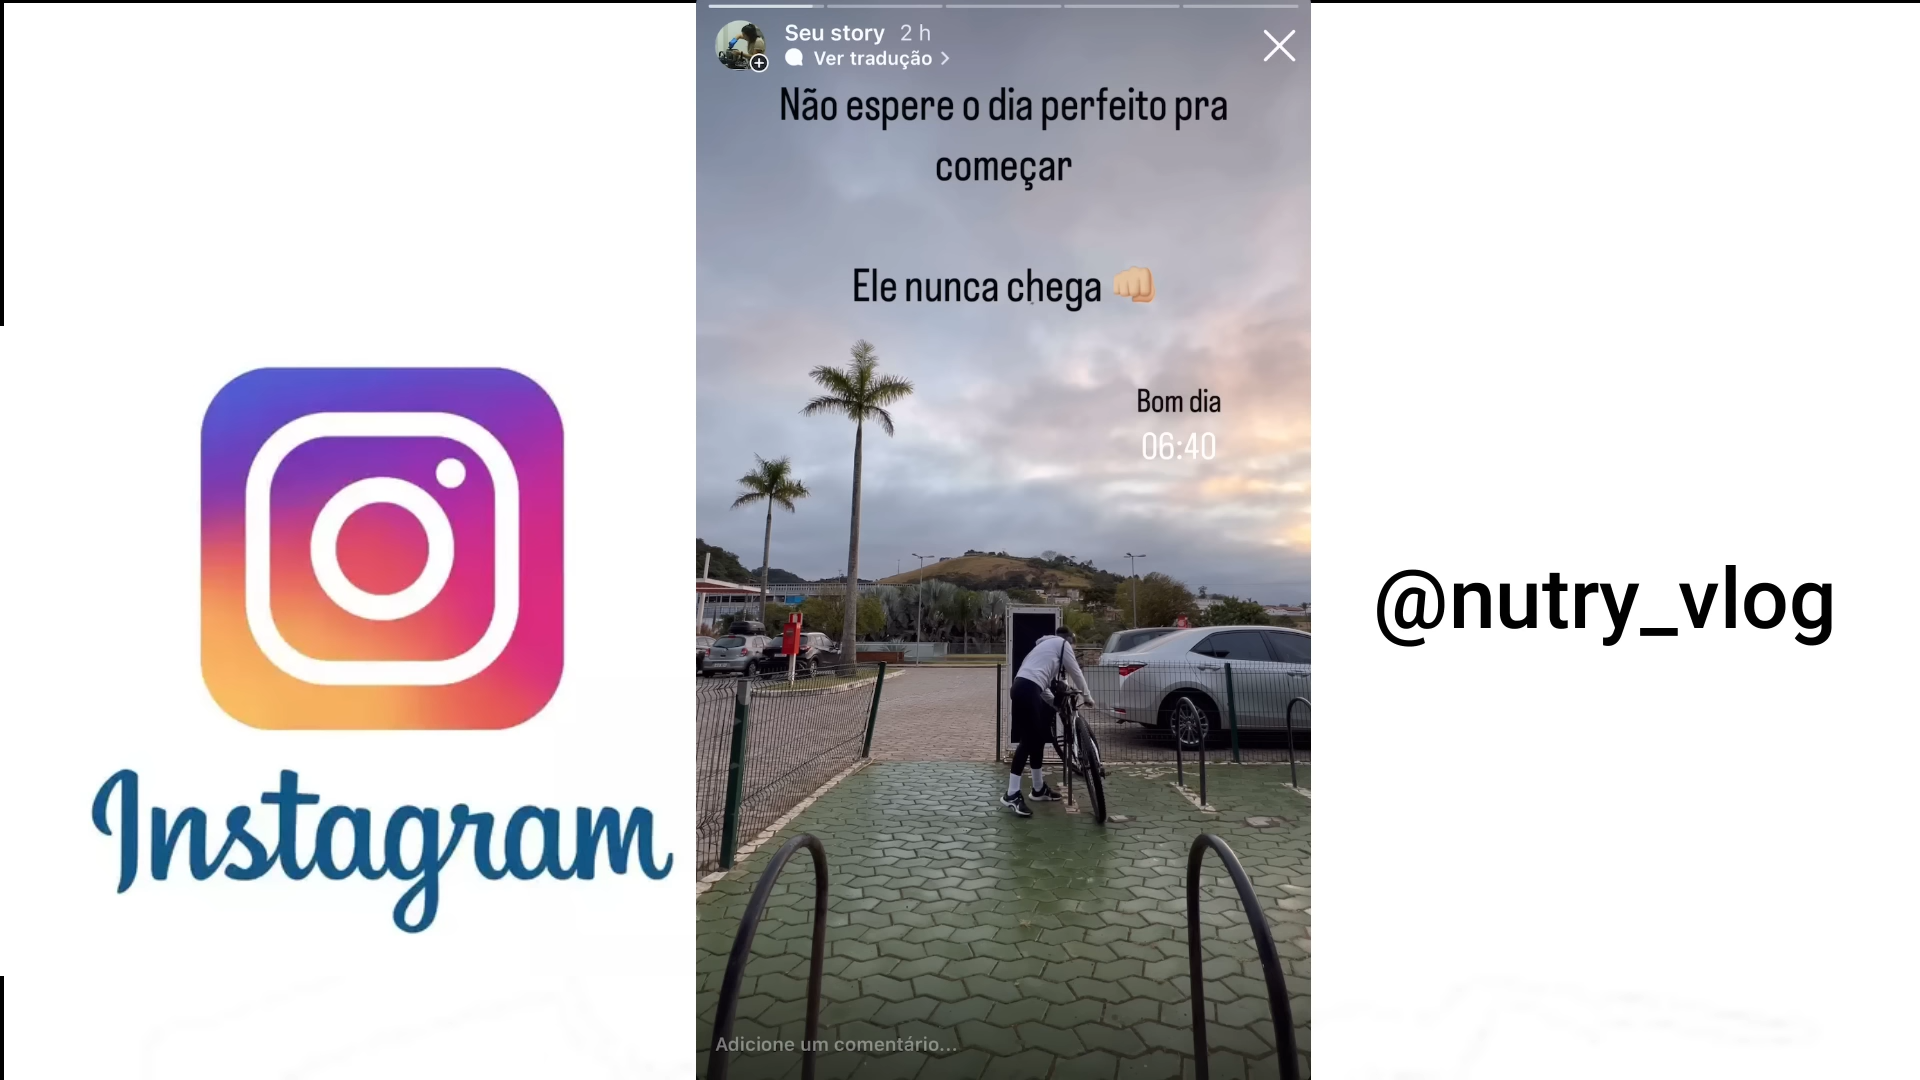 Seu story 2 h
Ver tradução
Não espere o dia perfeito pra
começar
Ele nunca chega 👊🏼
Bom dia
06:40
Instagram
@nutry_vlog
Adicione um comentário...